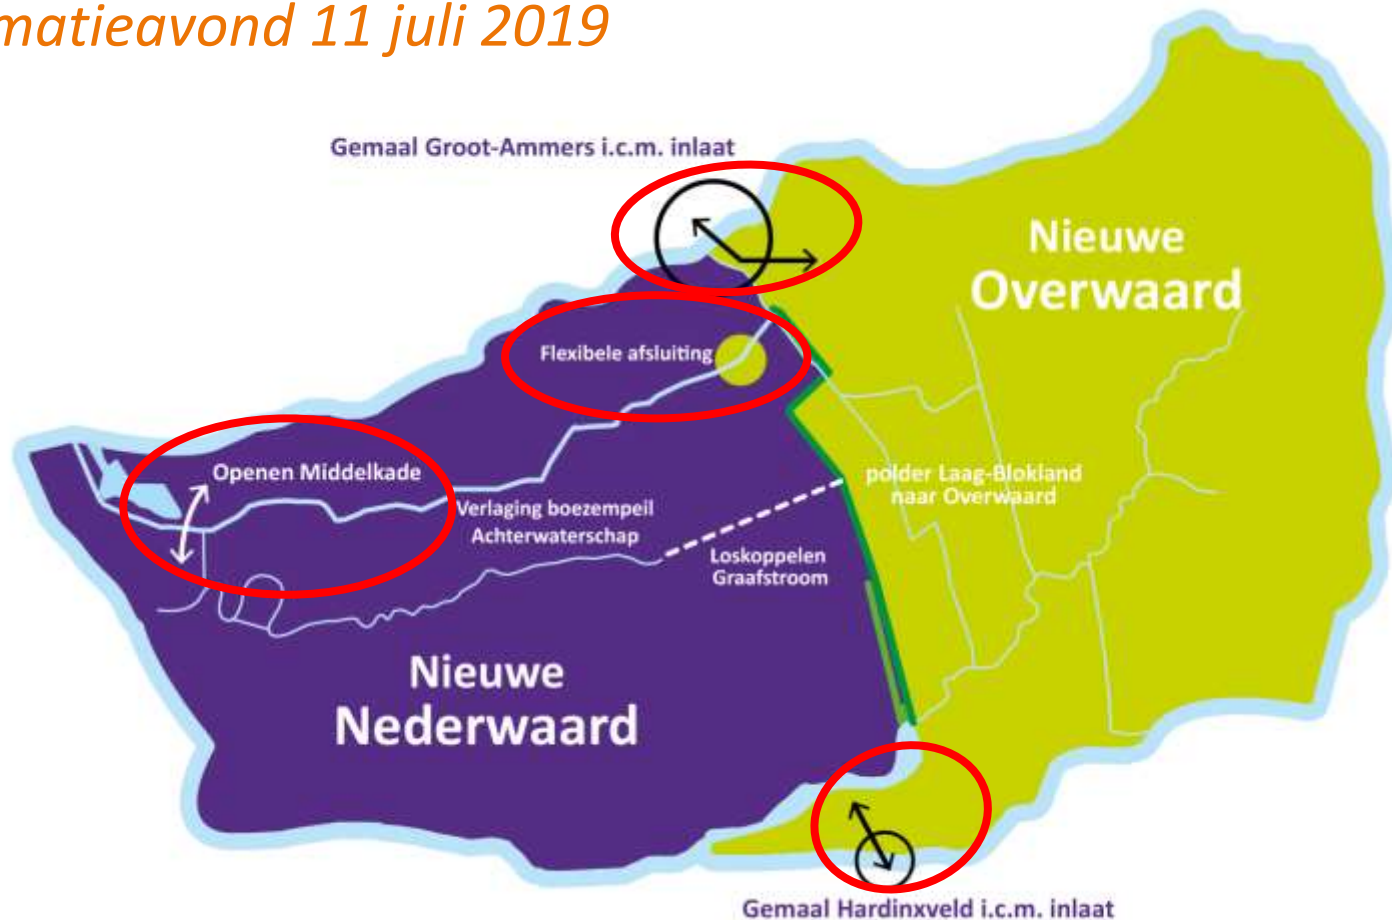 matieavond 11 juli 2019
Gemaal Groot-Ammers i.c.m. inlaat
Nieuwe
Overwaard
Flexibele afsluiting
Openen Middelkade
polder Laag-Blokland
naar Overwaard
Verlaging boezempeil
Achterwaterschap
Loskoppelen
Graafstroom
Nieuwe
Nederwaard
Gemaal Hardinxveld i.c.m. inlaat